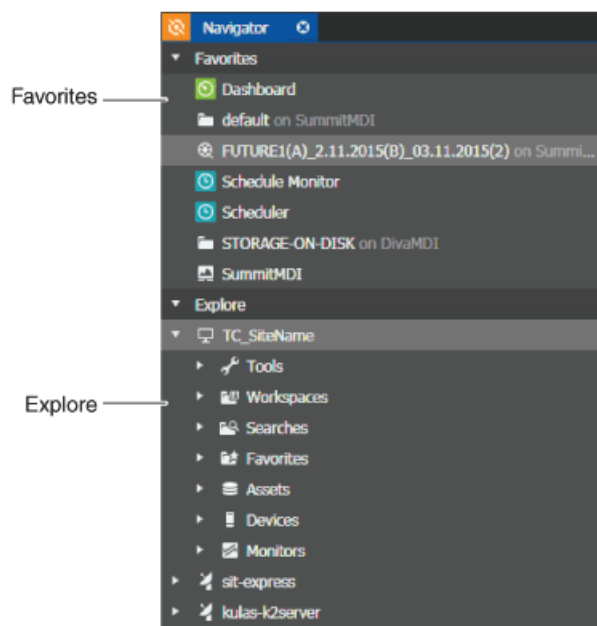 Navigator
Favorites
Favorites
Dashboard
default on SummitMDI
FUTURE1(A)_2.11.2015(B)_03.11.2015(2) on Summi...
Schedule Monitor
Scheduler
STORAGE-ON-DISK on DivaMDI
SummitMDI
Explore
TC_SiteName
Tools
Explore
Workspaces
Searches
Favorites
Assets
Devices
Monitors
sit-express
kulas-k2server